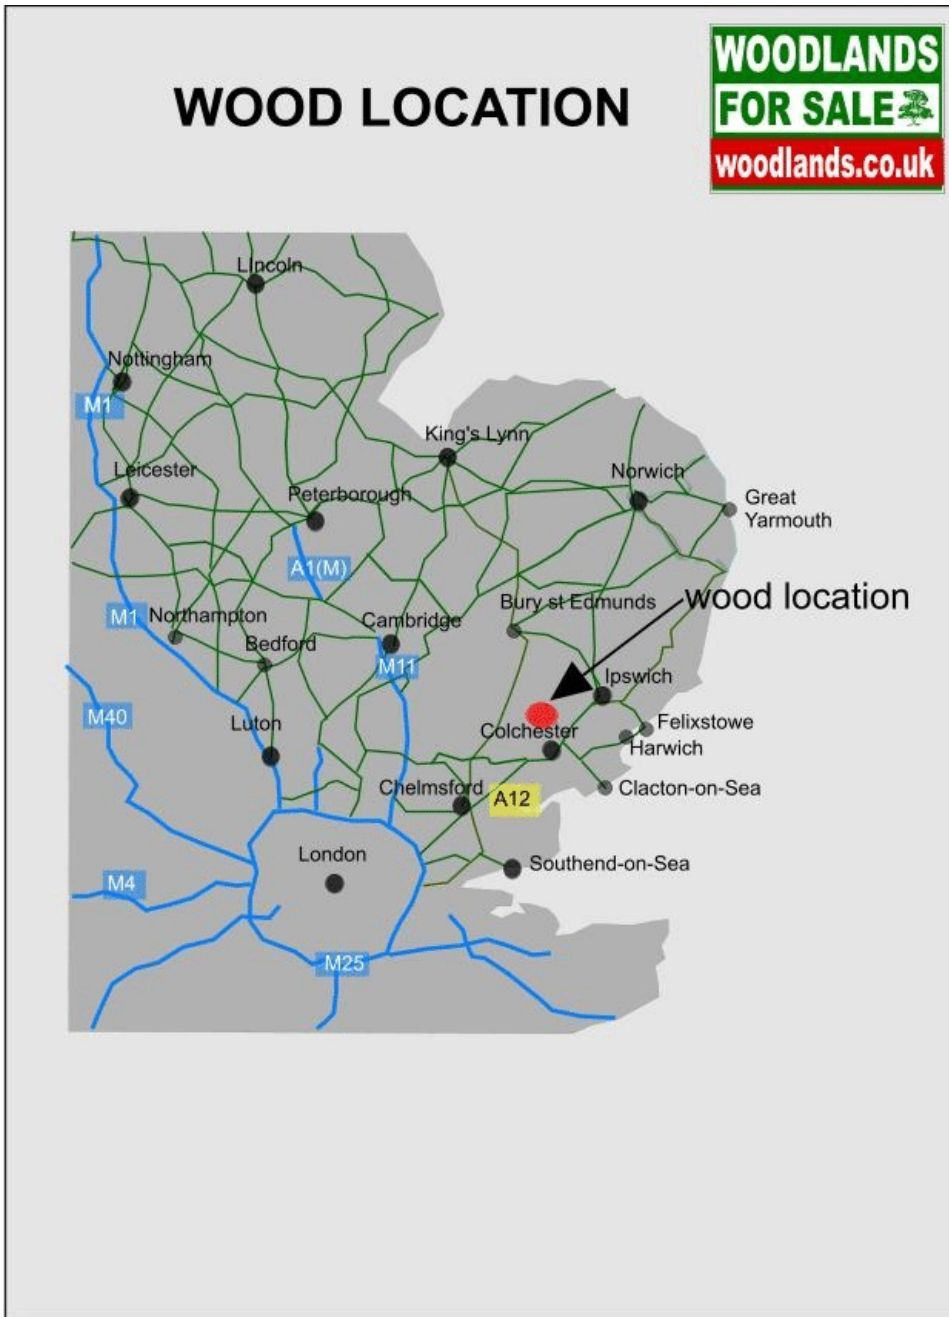 WOODLANDS
FOR SALE
woodlands.co.uk
WOOD LOCATION
LIncoln
Nottingham
M1
King's Lynn
Leicester
Norwich
Peterborough
Great
Yarmouth
A1(M)
wood location
Bury st Edmunds
M1
Northampton
Cambridge
Bedford
M11
Ipswich
M40
Luton
Felixstowe
Colchester
Harwich
Chelmsford
A12
Clacton-on-Sea
London
Southend-on-Sea
M4
M25